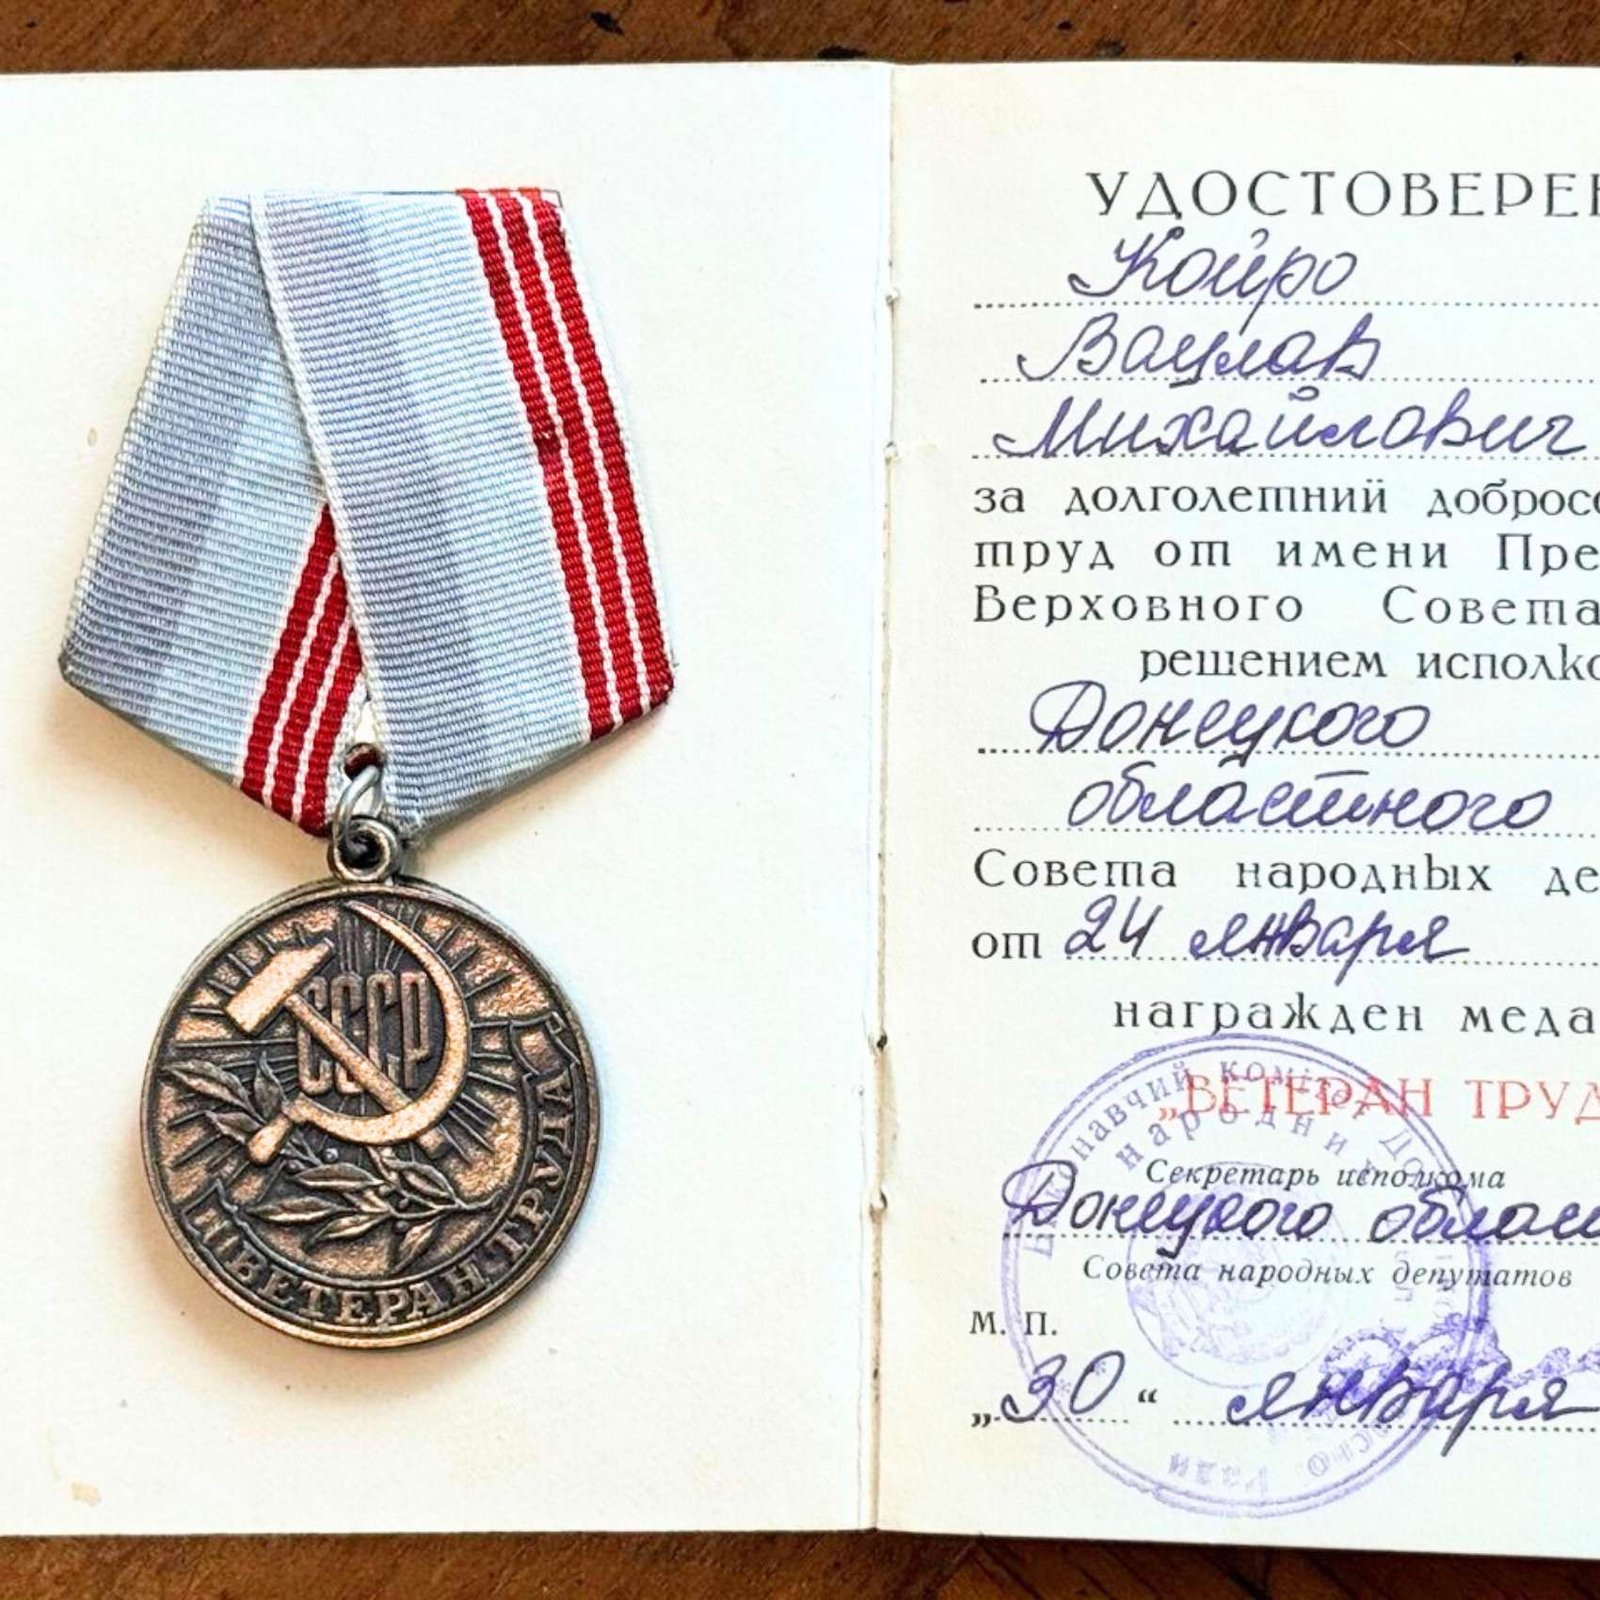 СССР
ВЕТЕРАН ТРУДА
УДОСТОВЕРЕН
Койро
Вацлав
Михайлович
за долголетний добросо
труд от имени Пре
Верховного Совета
решением исполко
Донецкого
областного
Совета народных де
от 24 января
награжден меда
„ВЕТЕРАН ТРУД
Секретарь исполкома
Донецкого облас
Совета народных депутатов
М. П.
„30“ января